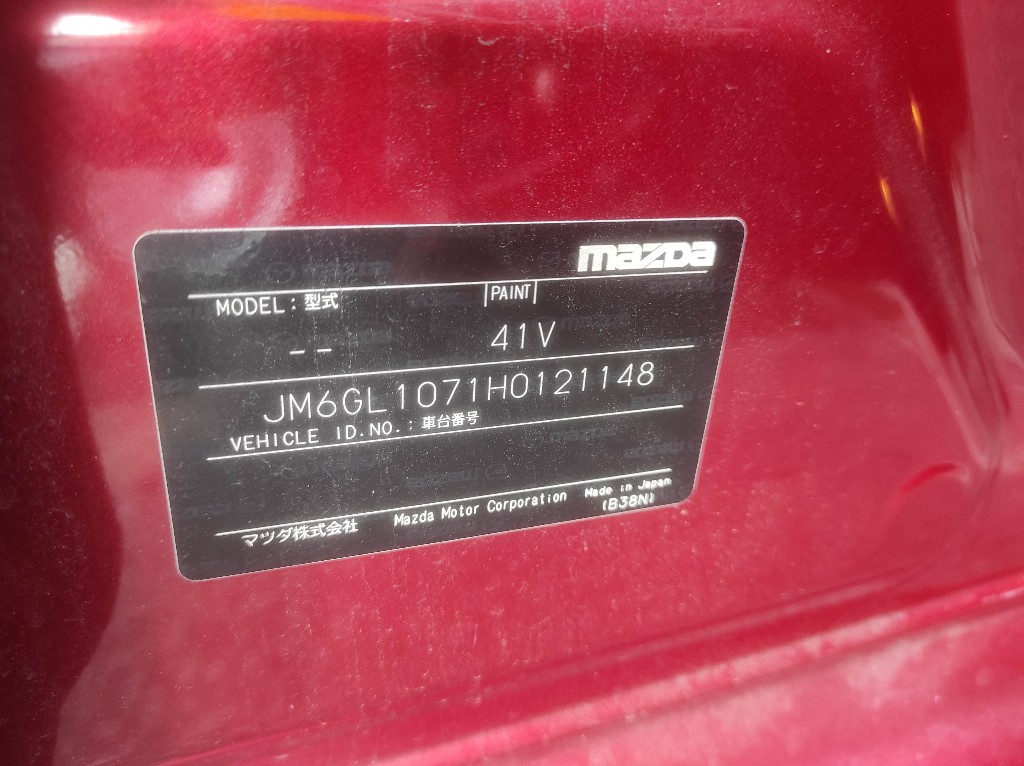 mazda
MODEL : 型式 |PAINT|
-- 41V
JM6GL1071H0121148
VEHICLE ID.NO. : 車台番号
マツダ株式会社 Mazda Motor Corporation Made in Japan
(B38N)